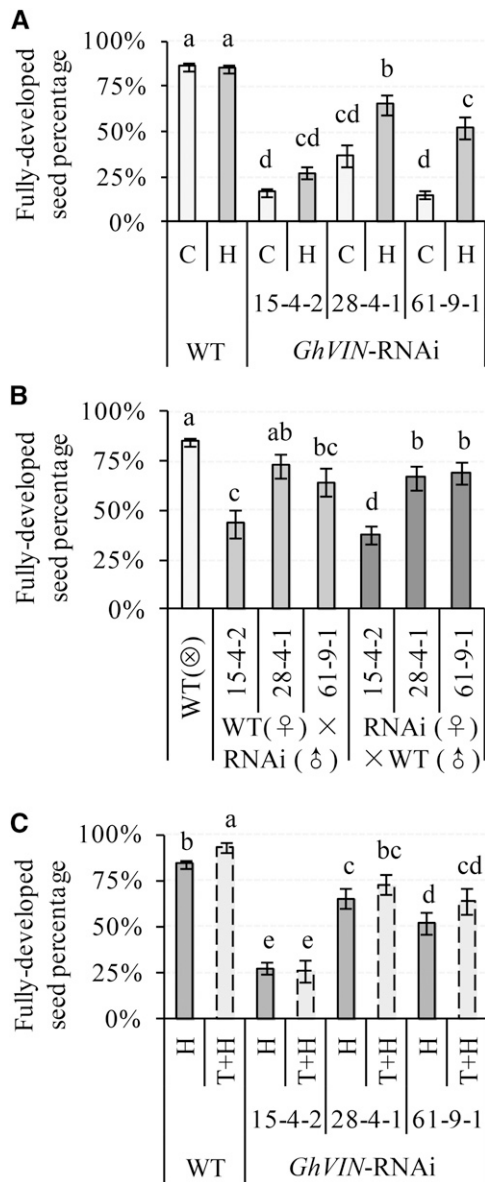 A
Fully-developed
seed percentage
100%
75%
50%
25%
0%
a
a
d
cd
cd
b
d
c
C H C H C H C H
15-4-2 28-4-1 61-9-1
WT GhVIN-RNAi
B
Fully-developed
seed percentage
100%
75%
50%
25%
0%
a
c
ab
bc
d
b
b
WT(⊗)
15-4-2
28-4-1
61-9-1
15-4-2
28-4-1
61-9-1
WT(♀)×
RNAi(♂)
RNAi(♀)
×WT(♂)
C
Fully-developed
seed percentage
100%
75%
50%
25%
0%
b
a
e
e
c
bc
d
cd
H
T+H
H
T+H
H
T+H
H
T+H
15-4-2 28-4-1 61-9-1
WT GhVIN-RNAi